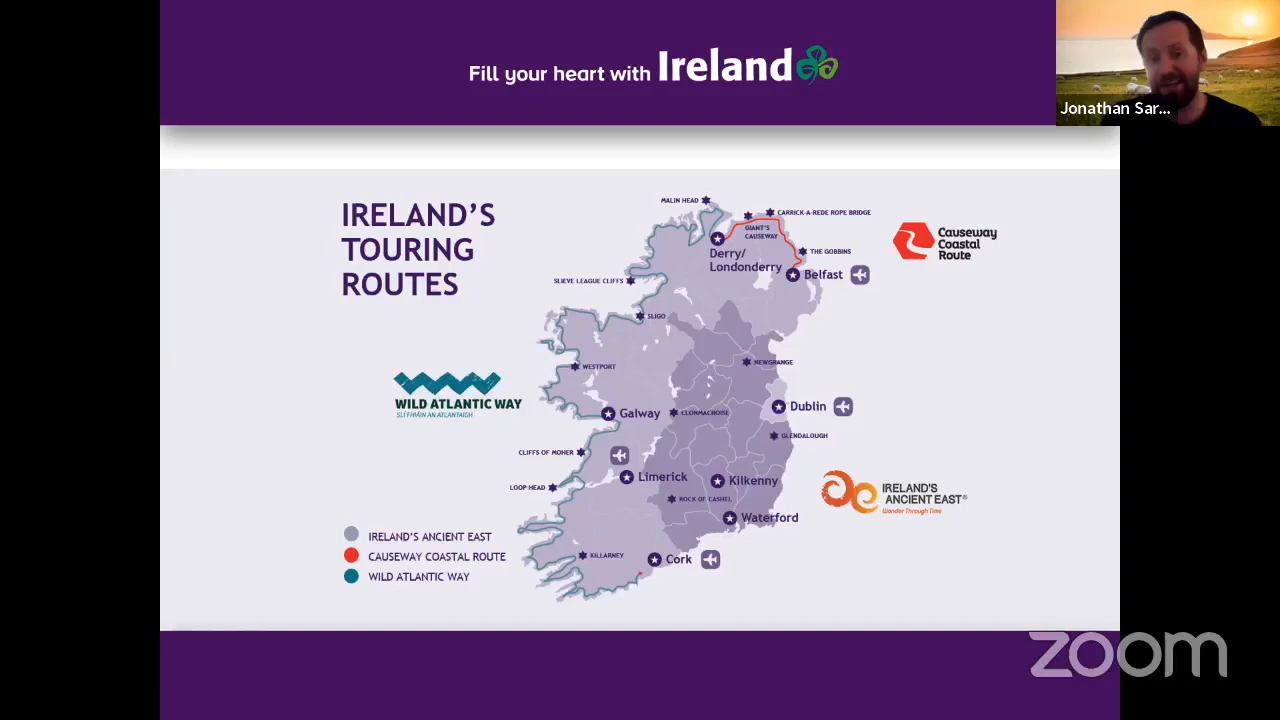 Fill your heart with Ireland
Jonathan Sar...
IRELAND'S
TOURING
ROUTES
MALIN HEAD
CARRICK-A-REDE ROPE BRIDGE
GIANT'S
CAUSEWAY
Causeway
Coastal
Route
Derry/
Londonderry
THE GOBBINS
Belfast
SLIEVE LEAGUE CLIFFS
SLIGO
NEWGRANGE
WESTPORT
WILD ATLANTIC WAY
SLÍ FHIÁIN AN ATLANTAIGH
Galway
CLONMACNOISE
Dublin
GLENDALOUGH
CLIFFS OF MOHER
Limerick
Kilkenny
LOOP HEAD
ROCK OF CASHEL
IRELAND'S
ANCIENT EAST®
Wonder Through Time
Waterford
IRELAND'S ANCIENT EAST
CAUSEWAY COASTAL ROUTE
WILD ATLANTIC WAY
KILLARNEY
Cork
zoom